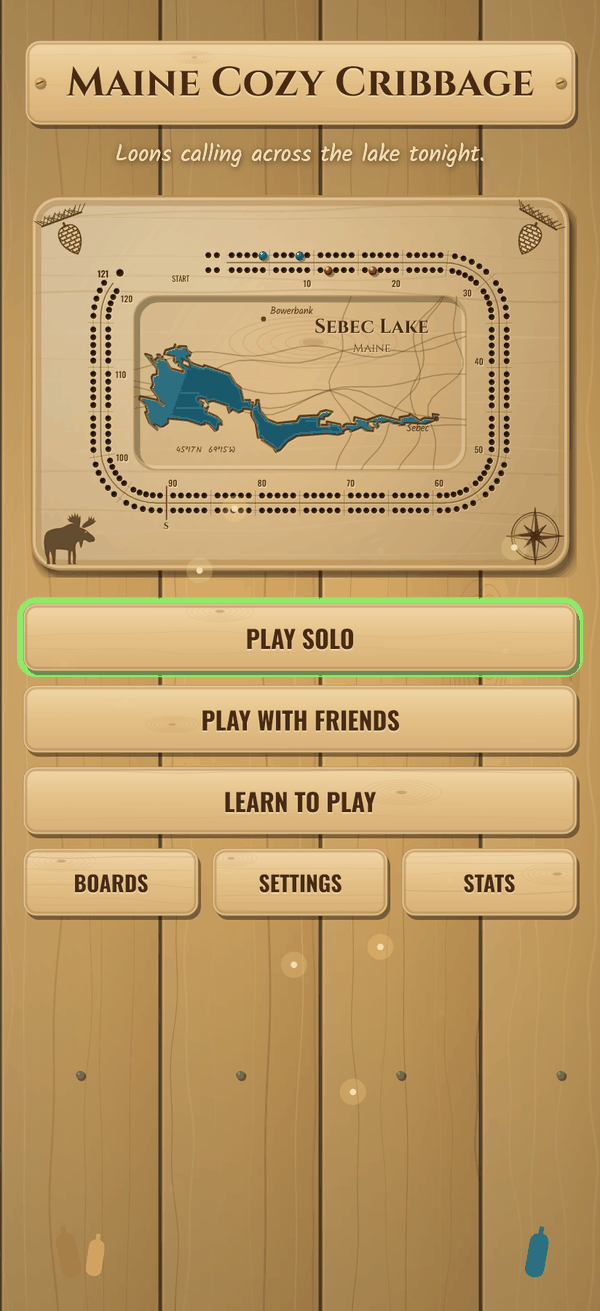 MAINE COZY CRIBBAGE
Loons calling across the lake tonight.
121
START
10
20
120
30
Bowerbank
SEBEC LAKE
MAINE
110
40
Sebec
45°17'N 69°15'W
100
50
90
80
70
60
S
PLAY SOLO
PLAY WITH FRIENDS
LEARN TO PLAY
BOARDS
SETTINGS
STATS